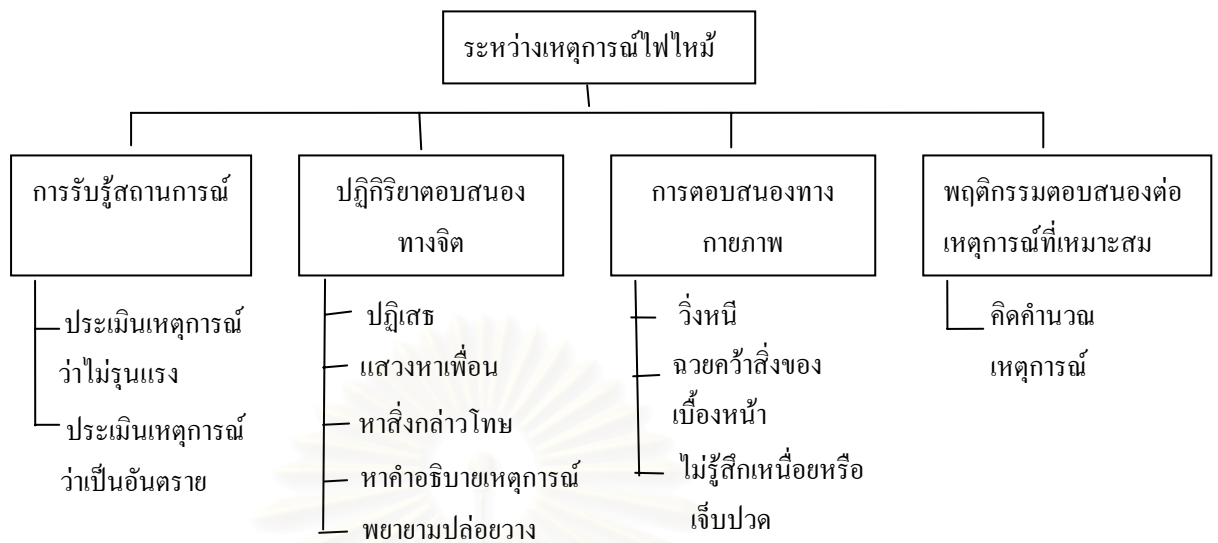 ระหว่างเหตุการณ์ไฟไหม้
การรับรู้สถานการณ์
ประเมินเหตุการณ์
ว่าไม่รุนแรง
ประเมินเหตุการณ์
ว่าเป็นอันตราย
ปฏิกิริยาตอบสนอง
ทางจิต
ปฏิเสธ
แสวงหาเพื่อน
หาสิ่งกล่าวโทษ
หาคำอธิบายเหตุการณ์
พยายามปล่อยวาง
การตอบสนองทาง
กายภาพ
วิ่งหนี
ฉวยคว้าสิ่งของ
เบื้องหน้า
ไม่รู้สึกเหนื่อยหรือ
เจ็บปวด
พฤติกรรมตอบสนองต่อ
เหตุการณ์ที่เหมาะสม
คิดคำนวณ
เหตุการณ์